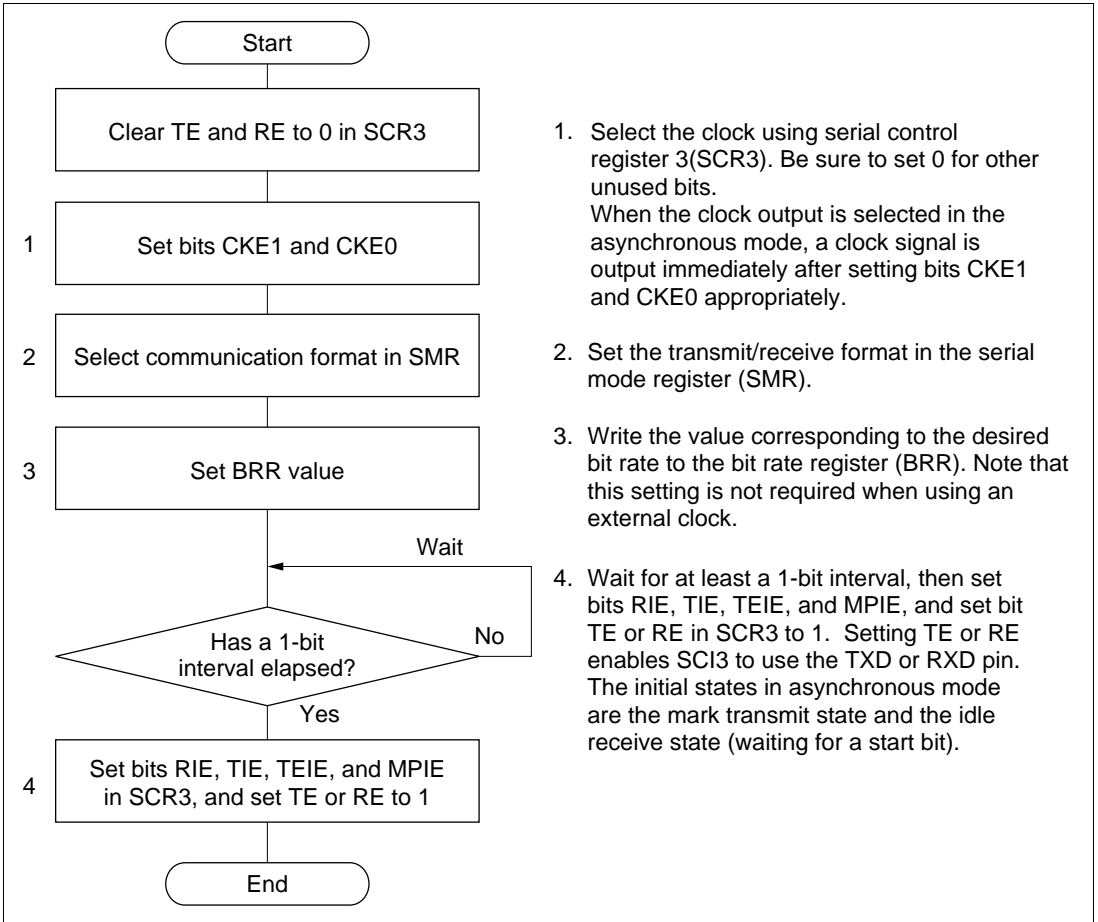 Start
Clear TE and RE to 0 in SCR3
1
Set bits CKE1 and CKE0
2
Select communication format in SMR
3
Set BRR value
Wait
Has a 1-bit
interval elapsed?
No
Yes
4
Set bits RIE, TIE, TEIE, and MPIE
in SCR3, and set TE or RE to 1
End
1. Select the clock using serial control
register 3(SCR3). Be sure to set 0 for other
unused bits.
When the clock output is selected in the
asynchronous mode, a clock signal is
output immediately after setting bits CKE1
and CKE0 appropriately.
2. Set the transmit/receive format in the serial
mode register (SMR).
3. Write the value corresponding to the desired
bit rate to the bit rate register (BRR). Note that
this setting is not required when using an
external clock.
4. Wait for at least a 1-bit interval, then set
bits RIE, TIE, TEIE, and MPIE, and set bit
TE or RE in SCR3 to 1. Setting TE or RE
enables SCI3 to use the TXD or RXD pin.
The initial states in asynchronous mode
are the mark transmit state and the idle
receive state (waiting for a start bit).